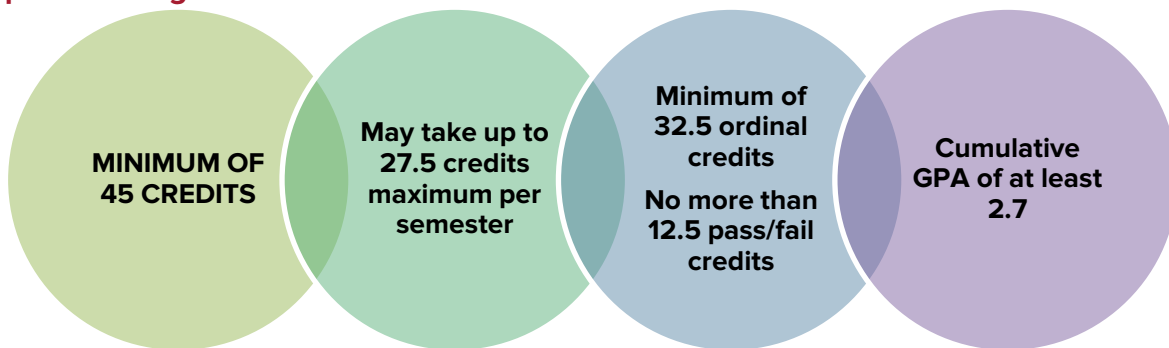 MINIMUM OF
45 CREDITS
May take up to
27.5 credits
maximum per
semester
Minimum of
32.5 ordinal
credits
No more than
12.5 pass/fail
credits
Cumulative
GPA of at least
2.7